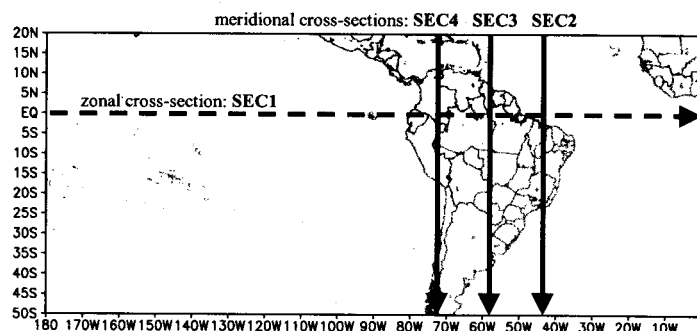 meridional cross-sections: SEC4 SEC3 SEC2
20N
15N
10N
5N
zonal cross-section: SEC1
EQ
5S
10S
15S
20S
25S
30S
35S
40S
45S
50S
180 170W 160W 150W 140W 130W 120W 110W 100W 90W 80W 70W 60W 50W 40W 30W 20W 10W 0